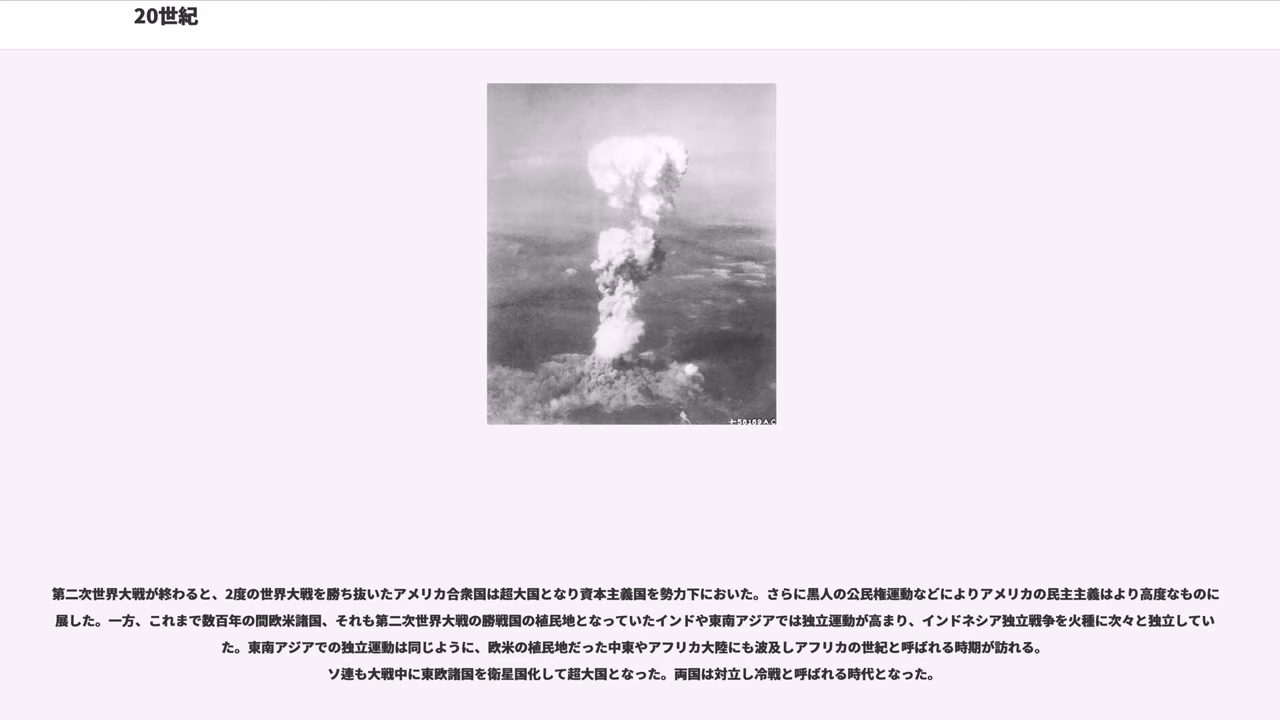 20世紀
58189 AC
第二次世界大戦が終わると、2度の世界大戦を勝ち抜いたアメリカ合衆国は超大国となり資本主義国を勢力下においた。さらに黒人の公民権運動などによりアメリカの民主主義はより高度なものに
展した。一方、これまで数百年の間欧米諸国、それも第二次世界大戦の勝戦国の植民地となっていたインドや東南アジアでは独立運動が高まり、インドネシア独立戦争を火種に次々と独立してい
た。東南アジアでの独立運動は同じように、欧米の植民地だった中東やアフリカ大陸にも波及しアフリカの世紀と呼ばれる時期が訪れる。
ソ連も大戦中に東欧諸国を衛星国化して超大国となった。両国は対立し冷戦と呼ばれる時代となった。